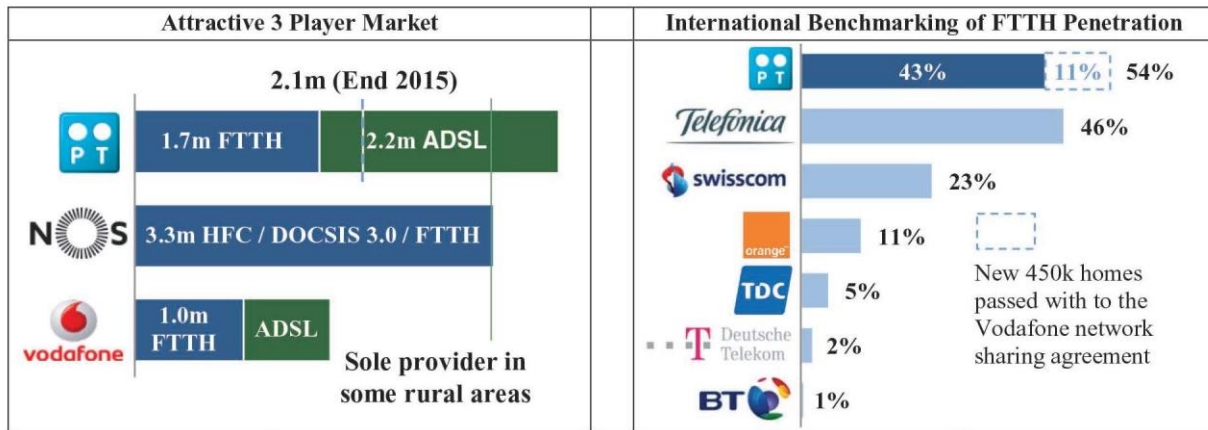 Attractive 3 Player Market
2.1m (End 2015)
PT
1.7m FTTH
2.2m ADSL
NOS
3.3m HFC / DOCSIS 3.0 / FTTH
vodafone
1.0m
FTTH
ADSL
Sole provider in
some rural areas
International Benchmarking of FTTH Penetration
PT
43%
11%
54%
Telefónica
46%
swisscom
23%
orange™
11%
TDC
5%
T Deutsche
Telekom
2%
BT
1%
New 450k homes
passed with to the
Vodafone network
sharing agreement